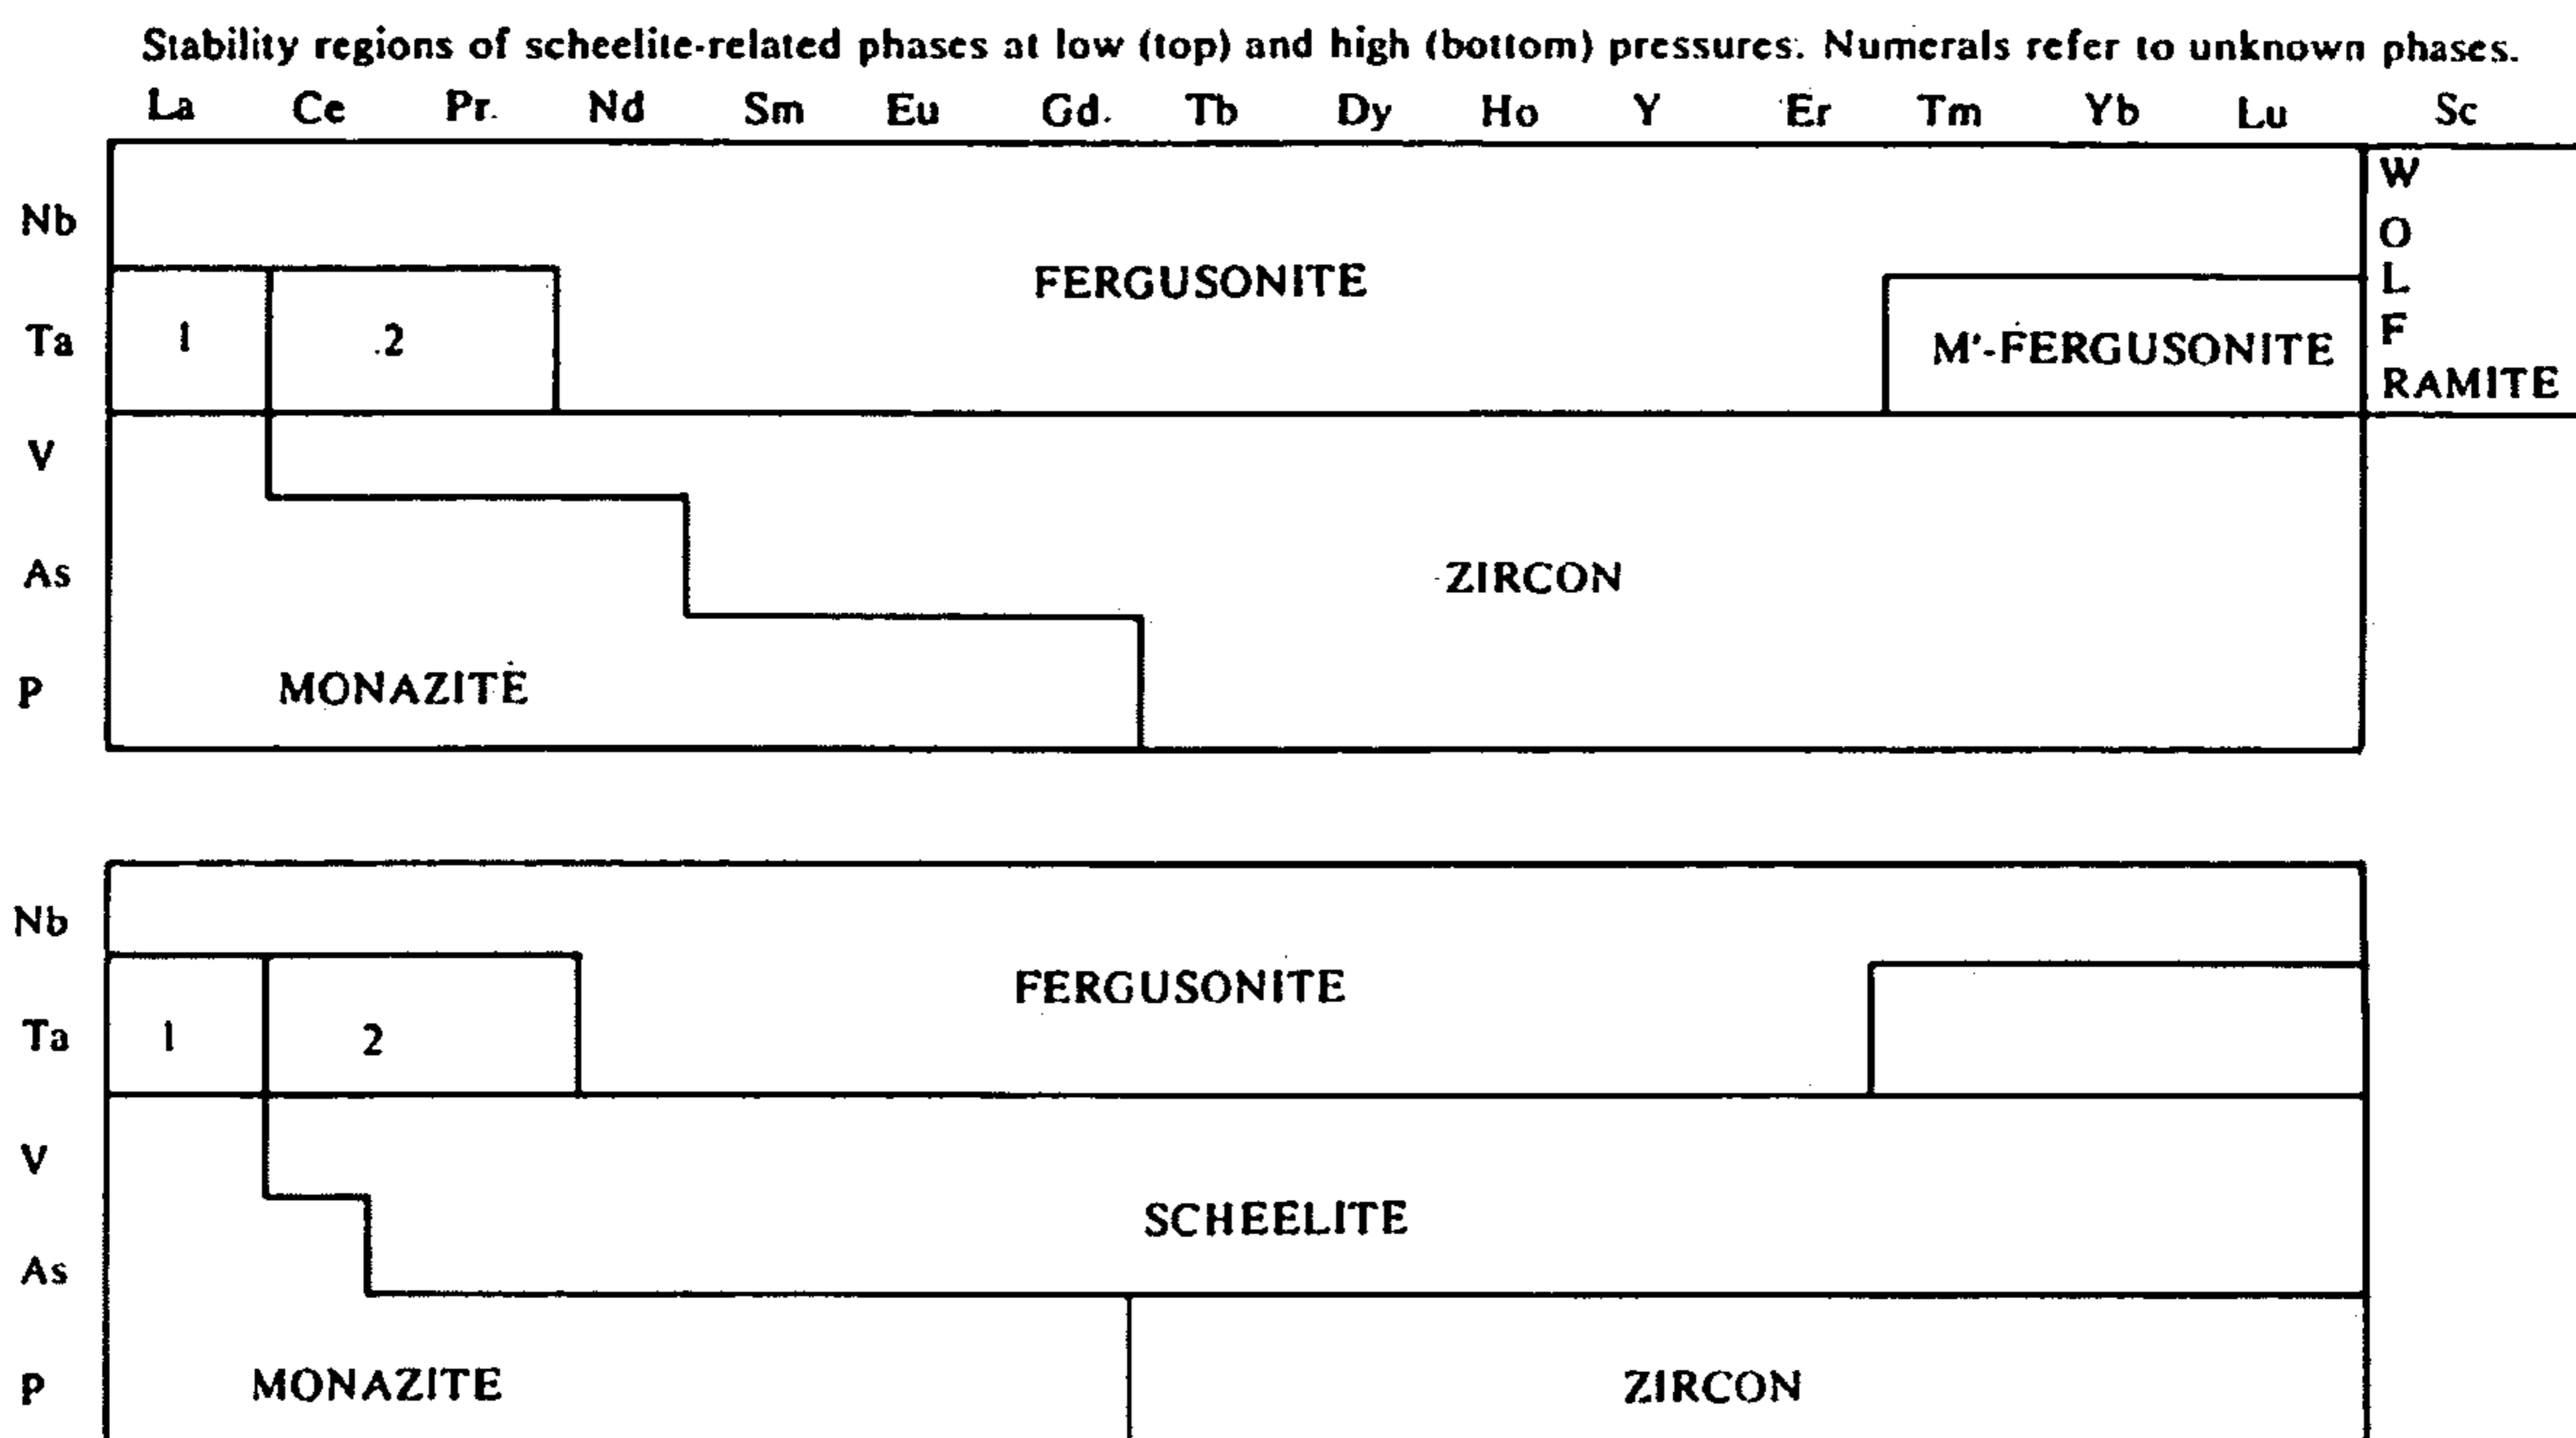 Stability regions of scheelite-related phases at low (top) and high (bottom) pressures. Numerals refer to unknown phases.
La Ce Pr Nd Sm Eu Gd Tb Dy Ho Y Er Tm Yb Lu Sc
Nb
Ta
V
As
P
FERGUSONITE
1
2
M'-FERGUSONITE
W
O
L
F
RAMITE
ZIRCON
MONAZITE
Nb
Ta
V
As
P
FERGUSONITE
1
2
SCHEELITE
MONAZITE
ZIRCON